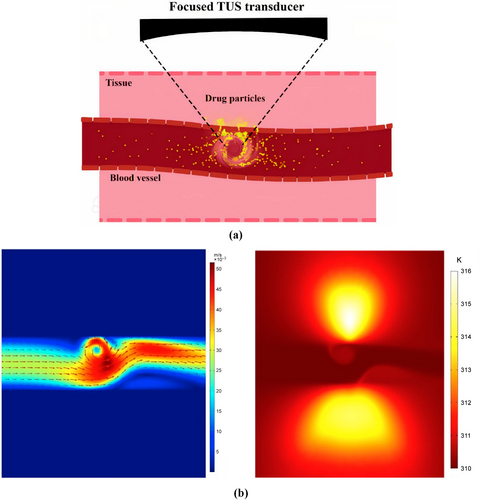 Focused TUS transducer
Tissue
Drug particles
Blood vessel
(a)
m/s
×10⁻³
50
45
40
35
30
25
20
15
10
5
0
K
316
315
314
313
312
311
310
(b)